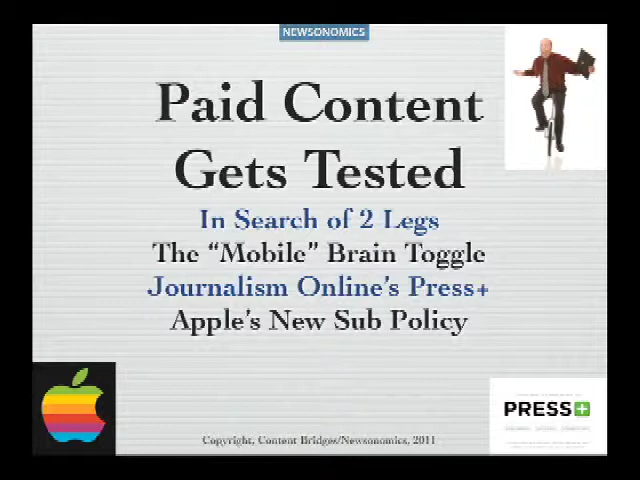 NEWSONOMICS
Paid Content
Gets Tested
In Search of 2 Legs
The “Mobile” Brain Toggle
Journalism Online's Press+
Apple's New Sub Policy
PRESS+
Copyright, Content Bridges/Newsonomics, 2011